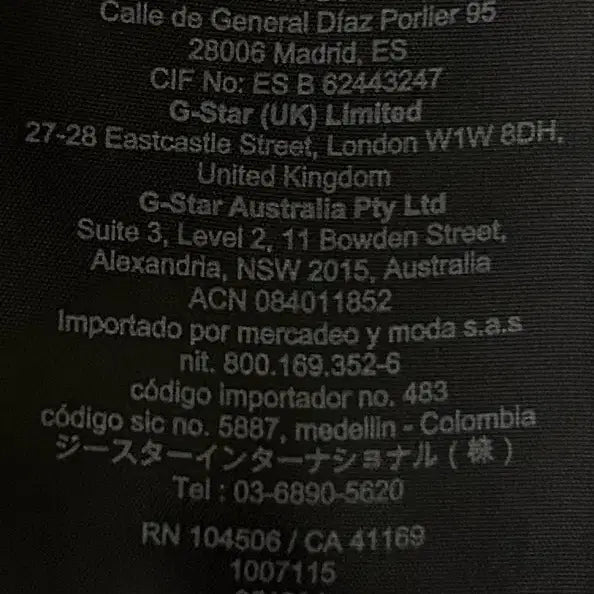 Calle de General Díaz Porlier 95
28006 Madrid, ES
CIF No: ES B 62443247
G-Star (UK) Limited
27-28 Eastcastle Street, London W1W 8DH,
United Kingdom
G-Star Australia Pty Ltd
Suite 3, Level 2, 11 Bowden Street,
Alexandria, NSW 2015, Australia
ACN 084011852
Importado por mercadeo y moda s.a.s
nit. 800.169.352-6
código importador no. 483
código sic no. 5887, medellin - Colombia
ジースターインターナショナル ( 株 )
Tel : 03-6890-5620
RN 104506 / CA 41169
1007115